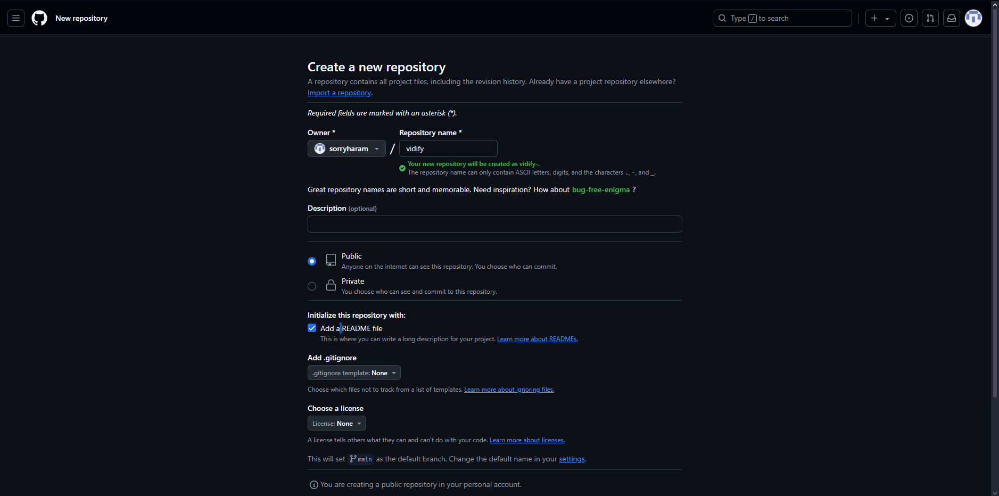 New repository
Type / to search
Create a new repository
A repository contains all project files, including the revision history. Already have a project repository elsewhere?
Import a repository.
Required fields are marked with an asterisk (*).
Owner * Repository name *
sorryharam / vidify
Your new repository will be created as vidify-.
The repository name can only contain ASCII letters, digits, and the characters ., -, and _.
Great repository names are short and memorable. Need inspiration? How about bug-free-enigma ?
Description (optional)
Public
Anyone on the internet can see this repository. You choose who can commit.
Private
You choose who can see and commit to this repository.
Initialize this repository with:
Add a README file
This is where you can write a long description for your project. Learn more about READMEs.
Add .gitignore
.gitignore template: None
Choose which files not to track from a list of templates. Learn more about ignoring files.
Choose a license
License: None
A license tells others what they can and can't do with your code. Learn more about licenses.
This will set main as the default branch. Change the default name in your settings.
You are creating a public repository in your personal account.